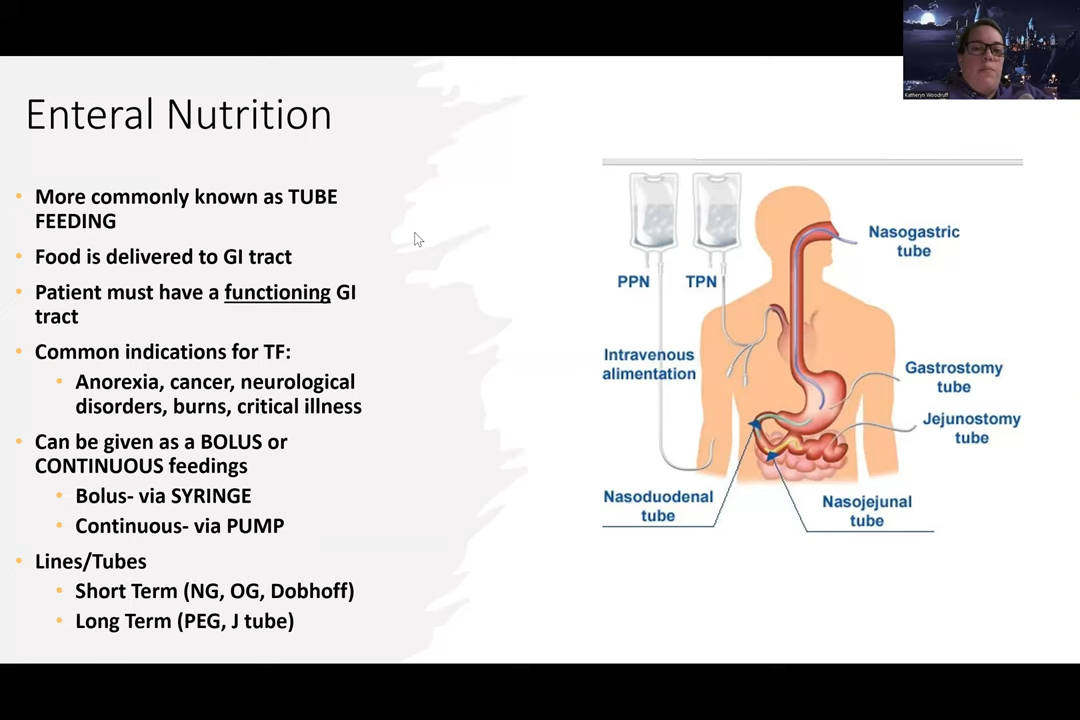 Katheryn Woodruff
Enteral Nutrition
• More commonly known as TUBE
FEEDING
• Food is delivered to GI tract
• Patient must have a functioning GI
tract
• Common indications for TF:
• Anorexia, cancer, neurological
disorders, burns, critical illness
• Can be given as a BOLUS or
CONTINUOUS feedings
• Bolus- via SYRINGE
• Continuous- via PUMP
• Lines/Tubes
• Short Term (NG, OG, Dobhoff)
• Long Term (PEG, J tube)
Nasogastric
tube
PPN
TPN
Intravenous
alimentation
Gastrostomy
tube
Jejunostomy
tube
Nasoduodenal
tube
Nasojejunal
tube